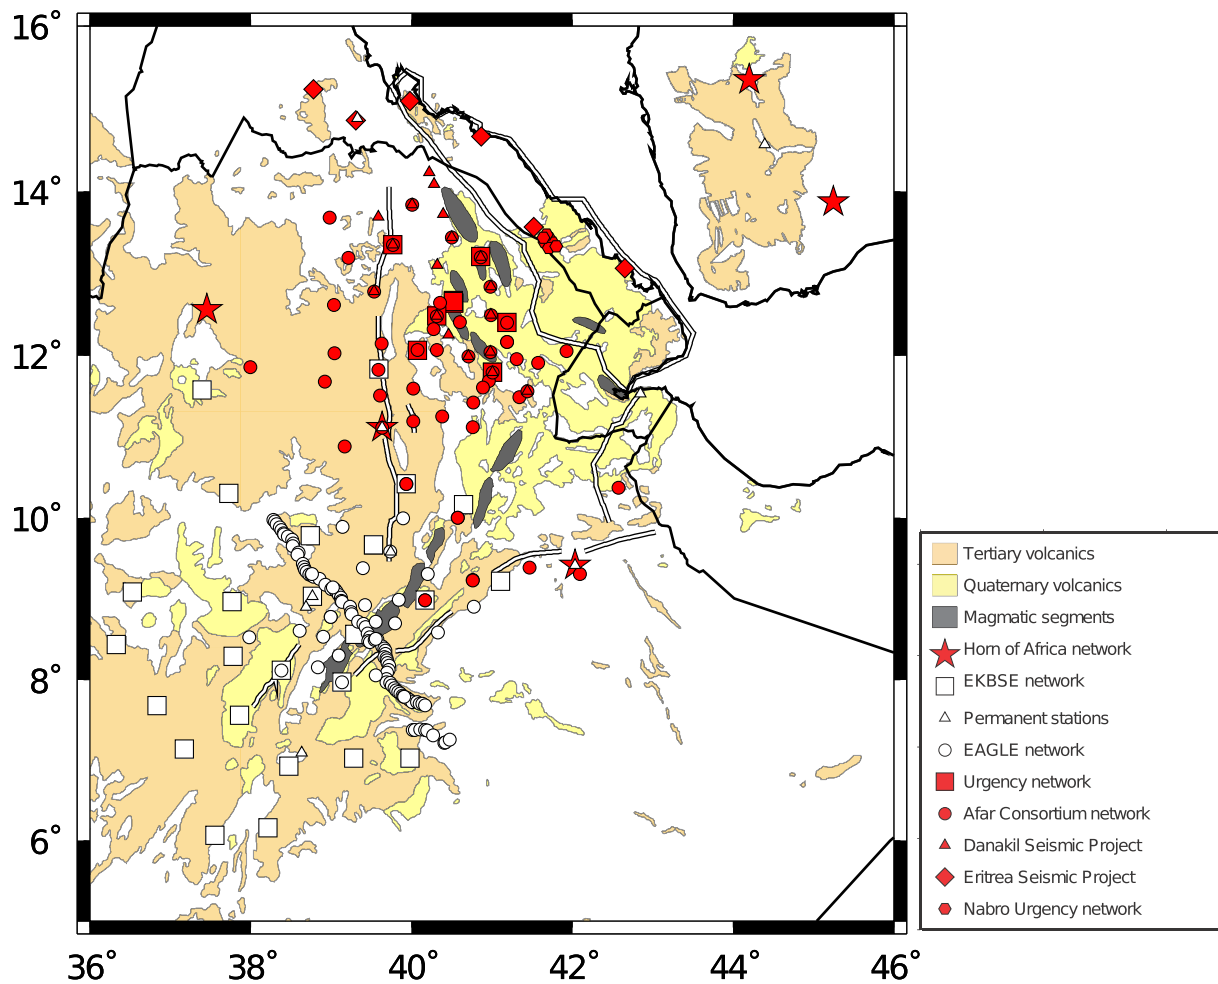 16°
14°
12°
10°
8°
6°
36°
38°
40°
42°
44°
46°
Tertiary volcanics
Quaternary volcanics
Magmatic segments
Horn of Africa network
EKBSE network
Permanent stations
EAGLE network
Urgency network
Afar Consortium network
Danakil Seismic Project
Eritrea Seismic Project
Nabro Urgency network